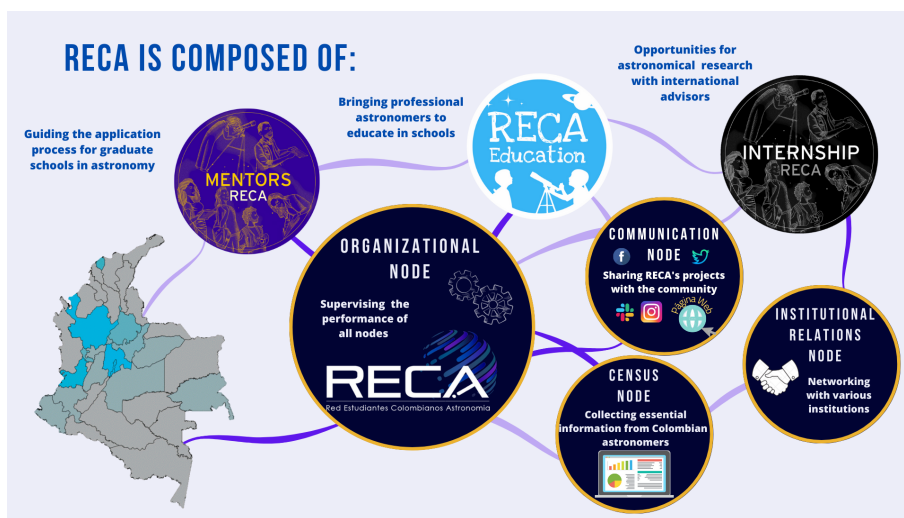 RECA IS COMPOSED OF:
Guiding the application
process for graduate
schools in astronomy
MENTORS
RECA
Bringing professional
astronomers to
educate in schools
RECA
Education
Opportunities for
astronomical research
with international
advisors
INTERNSHIP
RECA
ORGANIZATIONAL
NODE
Supervising the
performance of
all nodes
RECA
Red Estudiantes Colombianos Astronomía
COMMUNICATION
NODE
Sharing RECA's projects
with the community
Página Web
CENSUS
NODE
Collecting essential
information from Colombian
astronomers
INSTITUTIONAL
RELATIONS
NODE
Networking
with various
institutions